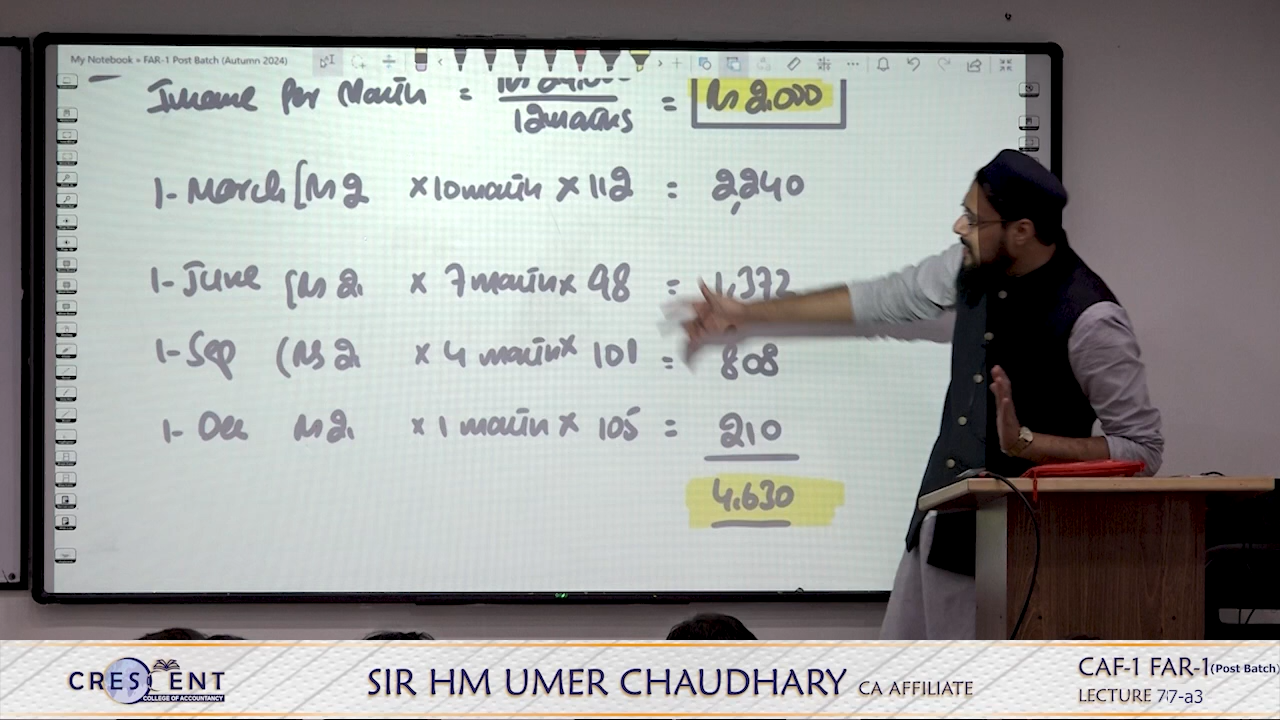 My Notebook » FAR-1 Post Batch (Autumn 2024)
Income Per Month = / 12 months = Rs 2.000
1- March [Rs 2 × 10 month × 112 = 2,240
1- June [Rs 2. × 7 month × 98 = 1,372
1- Sep (Rs 2. × 4 month × 101 = 808
1- Dec Rs 2. × 1 month × 105 = 210
4.630
CRESCENT
COLLEGE OF ACCOUNTANCY
SIR HM UMER CHAUDHARY CA AFFILIATE
CAF-1 FAR-1 (Post Batch)
LECTURE 77-a3